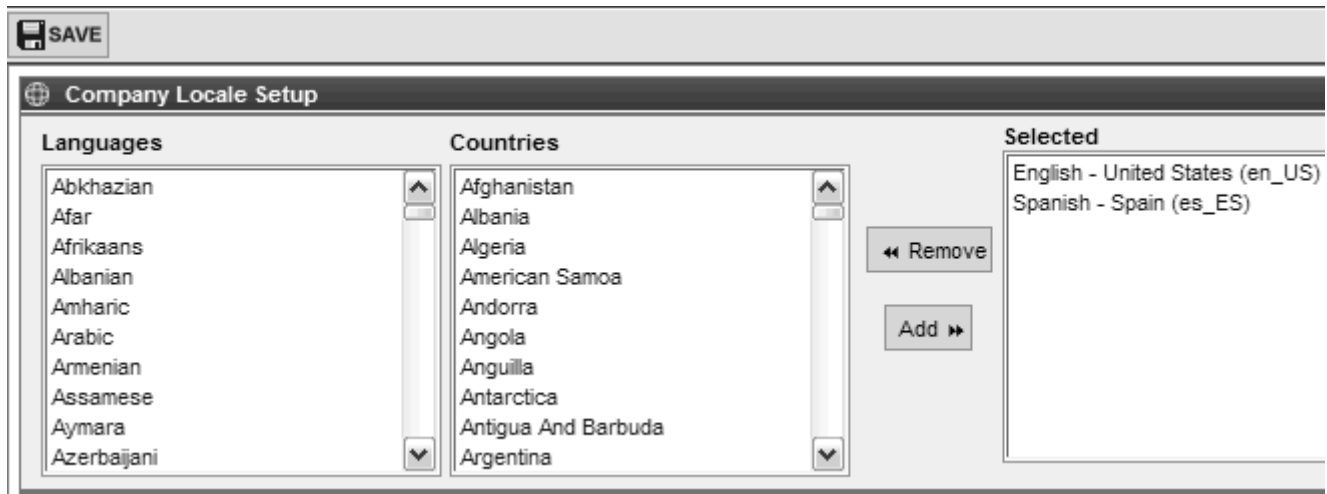 SAVE
Company Locale Setup
Languages
Abkhazian
Afar
Afrikaans
Albanian
Amharic
Arabic
Armenian
Assamese
Aymara
Azerbaijani
Countries
Afghanistan
Albania
Algeria
American Samoa
Andorra
Angola
Anguilla
Antarctica
Antigua And Barbuda
Argentina
Remove
Add
Selected
English - United States (en_US)
Spanish - Spain (es_ES)